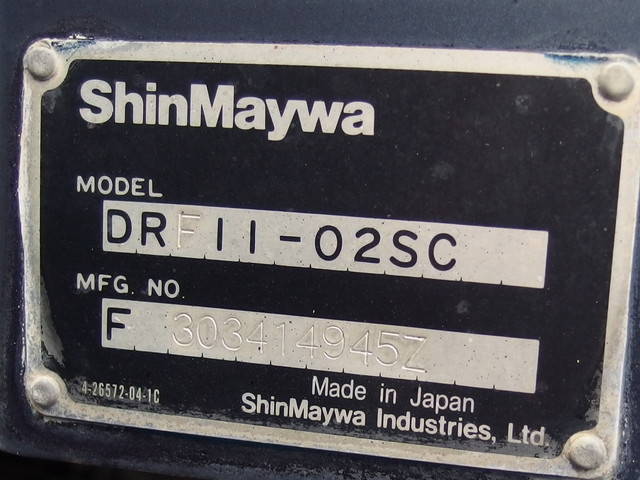 ShinMaywa
MODEL
DRF11-02SC
MFG. NO.
F 303414945Z
4-26572-04-1C
Made in Japan
ShinMaywa Industries, Ltd.